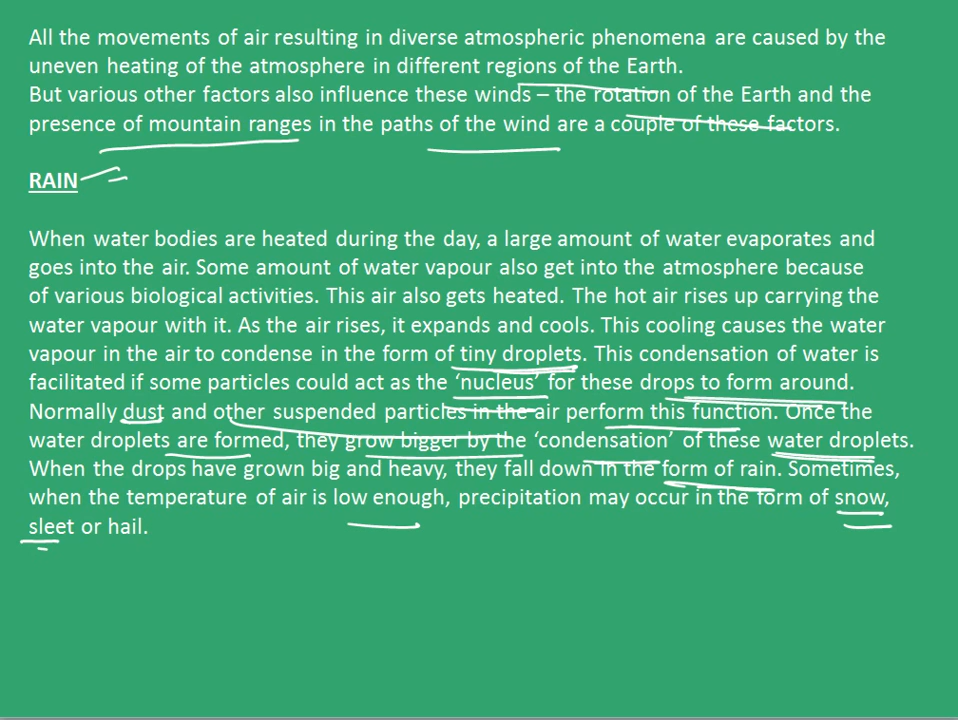 All the movements of air resulting in diverse atmospheric phenomena are caused by the
uneven heating of the atmosphere in different regions of the Earth.
But various other factors also influence these winds – the rotation of the Earth and the
presence of mountain ranges in the paths of the wind are a couple of these factors.
RAIN
When water bodies are heated during the day, a large amount of water evaporates and
goes into the air. Some amount of water vapour also get into the atmosphere because
of various biological activities. This air also gets heated. The hot air rises up carrying the
water vapour with it. As the air rises, it expands and cools. This cooling causes the water
vapour in the air to condense in the form of tiny droplets. This condensation of water is
facilitated if some particles could act as the ‘nucleus’ for these drops to form around.
Normally dust and other suspended particles in the air perform this function. Once the
water droplets are formed, they grow bigger by the ‘condensation’ of these water droplets.
When the drops have grown big and heavy, they fall down in the form of rain. Sometimes,
when the temperature of air is low enough, precipitation may occur in the form of snow,
sleet or hail.